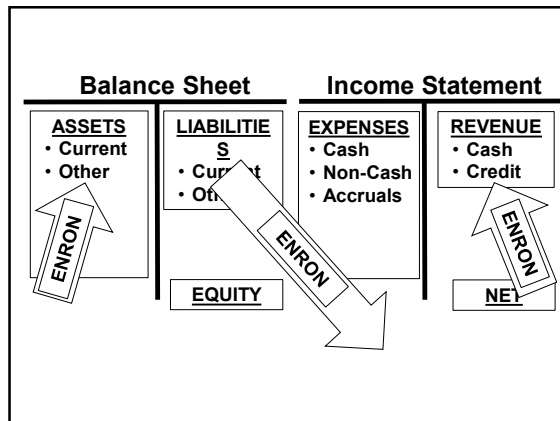 Balance Sheet
Income Statement
ASSETS
• Current
• Other
LIABILITIE
S
• Current
EXPENSES
• Cash
• Non-Cash
• Accruals
REVENUE
• Cash
• Credit
ENRON
ENRON
ENRON
EQUITY
NET